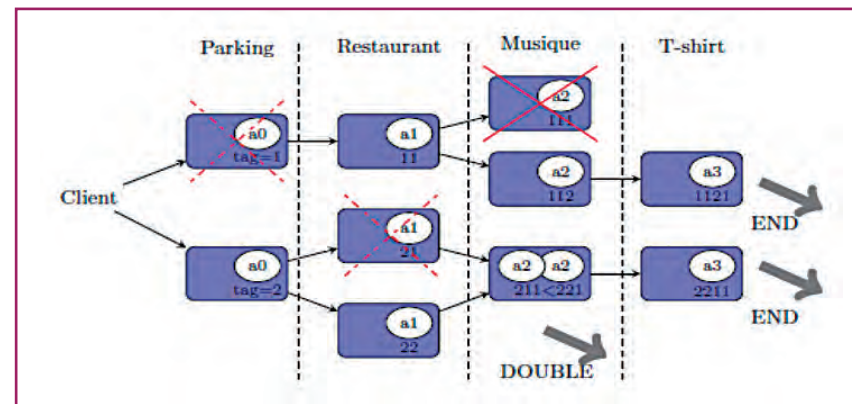 Parking Restaurant Musique T-shirt
a0
tag=1
a1
11
a2
111
a2
112
a3
1121
END
Client
a0
tag=2
a1
21
a1
22
a2 a2
211<221
a3
2211
END
DOUBLE